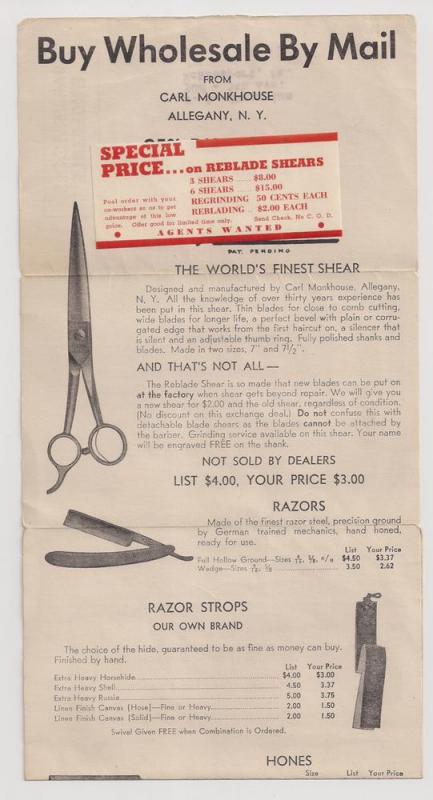 Buy Wholesale By Mail
FROM
CARL MONKHOUSE
ALLEGANY, N. Y.
SPECIAL
PRICE...on REBLADE SHEARS
3 SHEARS .... $8.00
6 SHEARS .... $15.00
REGRINDING 50 CENTS EACH
REBLADING .. $2.00 EACH
Pool order with your
co-workers so as to get
advantage of this low
price. Offer good for limited time only. Send Check, No C. O. D.
AGENTS WANTED
PAT. PENDING
THE WORLD'S FINEST SHEAR
Designed and manufactured by Carl Monkhouse, Allegany,
N. Y. All the knowledge of over thirty years experience has
been put in this shear. Thin blades for close to comb cutting,
wide blades for longer life, a perfect bevel with plain or corru-
gated edge that works from the first haircut on, a silencer that
is silent and an adjustable thumb ring. Fully polished shanks and
blades. Made in two sizes, 7" and 7½".
AND THAT'S NOT ALL—
The Reblade Shear is so made that new blades can be put on
at the factory when shear gets beyond repair. We will give you
a new shear for $2.00 and the old shear, regardless of condition.
(No discount on this exchange deal.) Do not confuse this with
detachable blade shears as the blades cannot be attached by
the barber. Grinding service available on this shear. Your name
will be engraved FREE on the shank.
NOT SOLD BY DEALERS
LIST $4.00, YOUR PRICE $3.00
RAZORS
Made of the finest razor steel, precision ground
by German trained mechanics, hand honed,
ready for use.
List Your Price
Full Hollow Ground—Sizes $4.50 $3.37
Wedge—Sizes 3.50 2.62
RAZOR STROPS
OUR OWN BRAND
The choice of the hide, guaranteed to be as fine as money can buy.
Finished by hand.
List Your Price
Extra Heavy Horsehide $4.00 $3.00
Extra Heavy Shell 4.50 3.37
Extra Heavy Russia 5.00 3.75
Linen Finish Canvas (Hose)—Fine or Heavy 2.00 1.50
Linen Finish Canvas (Solid)—Fine or Heavy 2.00 1.50
Swivel Given FREE when Combination is Ordered.
HONES
Size List Your Price